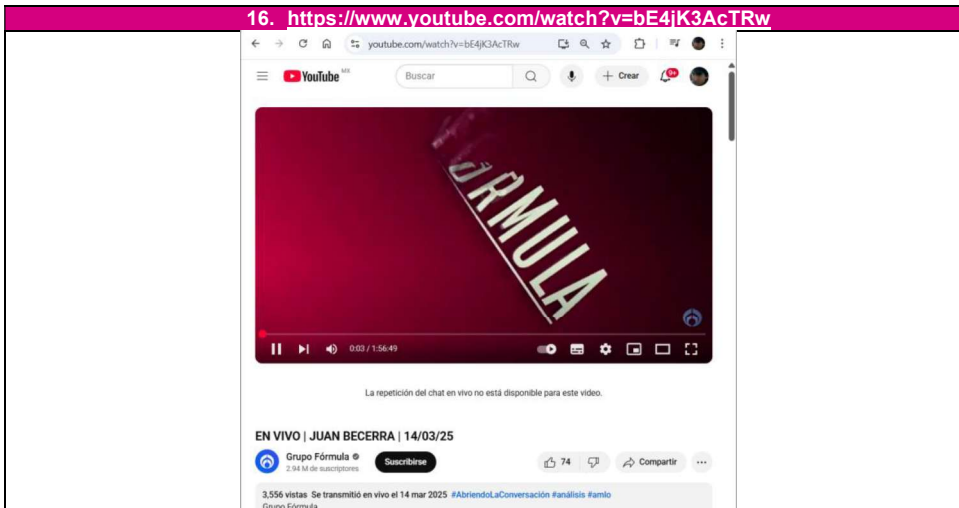 16. https://www.youtube.com/watch?v=bE4jK3AcTRw
youtube.com/watch?v=bE4jK3AcTRw
YouTube MX
Buscar
Crear
9+
ÓRMULA
0:03 / 1:56:49
La repetición del chat en vivo no está disponible para este video.
EN VIVO | JUAN BECERRA | 14/03/25
Grupo Fórmula
2.94 M de suscriptores
Suscribirse
74
Compartir
3,556 vistas Se transmitió en vivo el 14 mar 2025 #AbriendoLaConversación #análisis #amlo
Grupo Fórmula